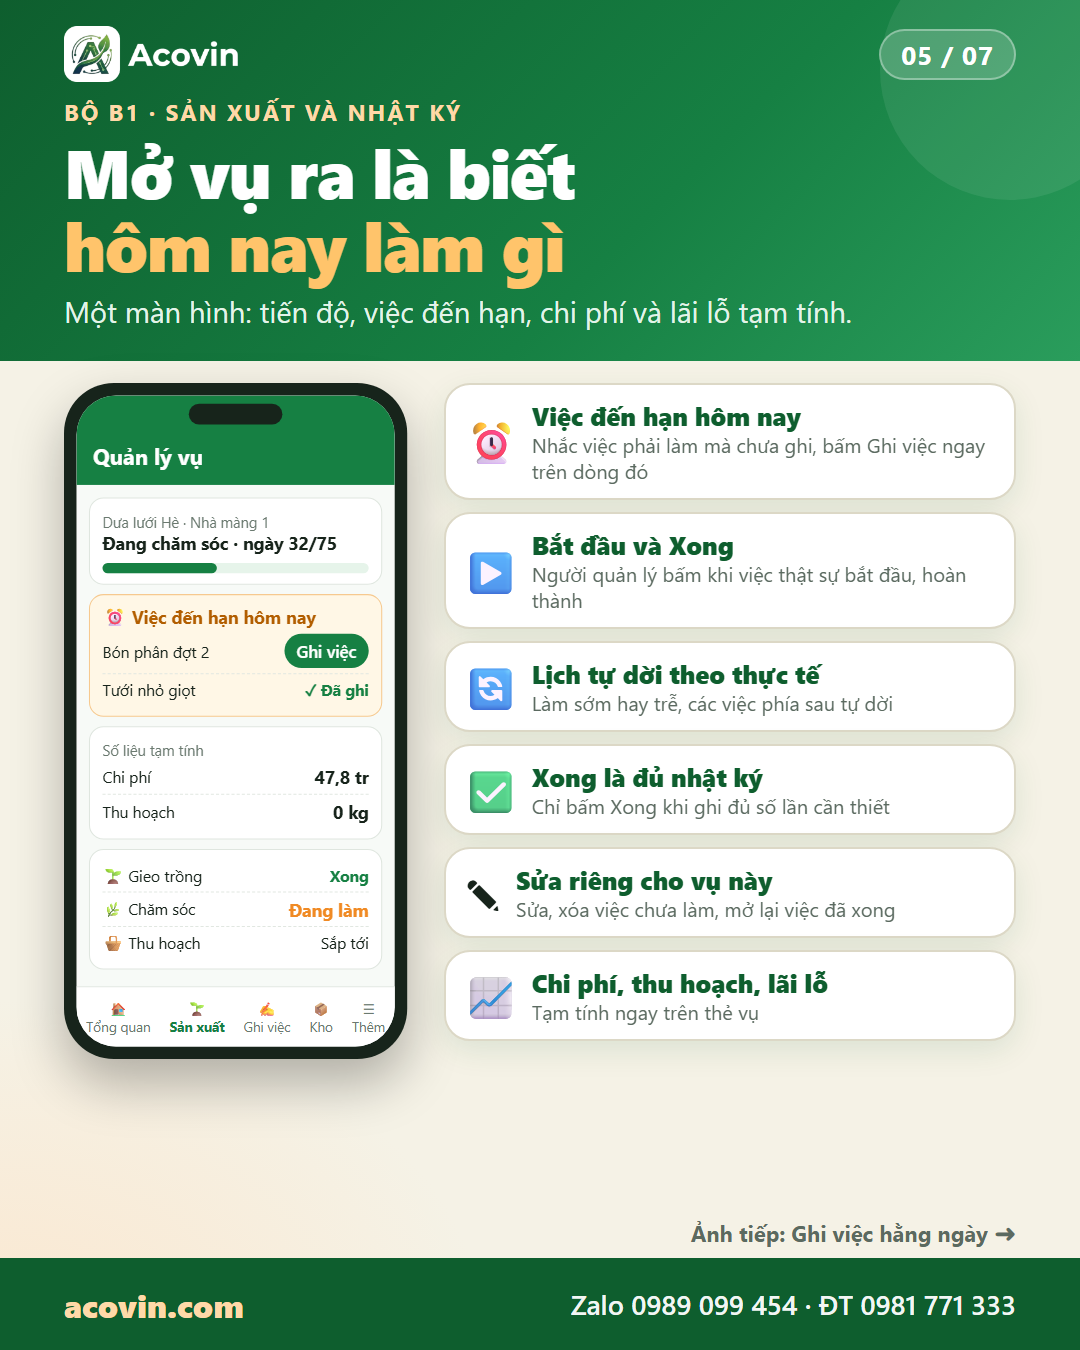 Acovin
05 / 07
BỘ B1 · SẢN XUẤT VÀ NHẬT KÝ
Mở vụ ra là biết
hôm nay làm gì
Một màn hình: tiến độ, việc đến hạn, chi phí và lãi lỗ tạm tính.
Quản lý vụ
Dưa lưới Hè · Nhà màng 1
Đang chăm sóc · ngày 32/75
Việc đến hạn hôm nay
Bón phân đợt 2
Ghi việc
Tưới nhỏ giọt
✓ Đã ghi
Số liệu tạm tính
Chi phí
47,8 tr
Thu hoạch
0 kg
Gieo trồng
Xong
Chăm sóc
Đang làm
Thu hoạch
Sắp tới
Tổng quan
Sản xuất
Ghi việc
Kho
Thêm
Việc đến hạn hôm nay
Nhắc việc phải làm mà chưa ghi, bấm Ghi việc ngay
trên dòng đó
Bắt đầu và Xong
Người quản lý bấm khi việc thật sự bắt đầu, hoàn
thành
Lịch tự dời theo thực tế
Làm sớm hay trễ, các việc phía sau tự dời
Xong là đủ nhật ký
Chỉ bấm Xong khi ghi đủ số lần cần thiết
Sửa riêng cho vụ này
Sửa, xóa việc chưa làm, mở lại việc đã xong
Chi phí, thu hoạch, lãi lỗ
Tạm tính ngay trên thẻ vụ
Ảnh tiếp: Ghi việc hằng ngày ➜
acovin.com
Zalo 0989 099 454 · ĐT 0981 771 333